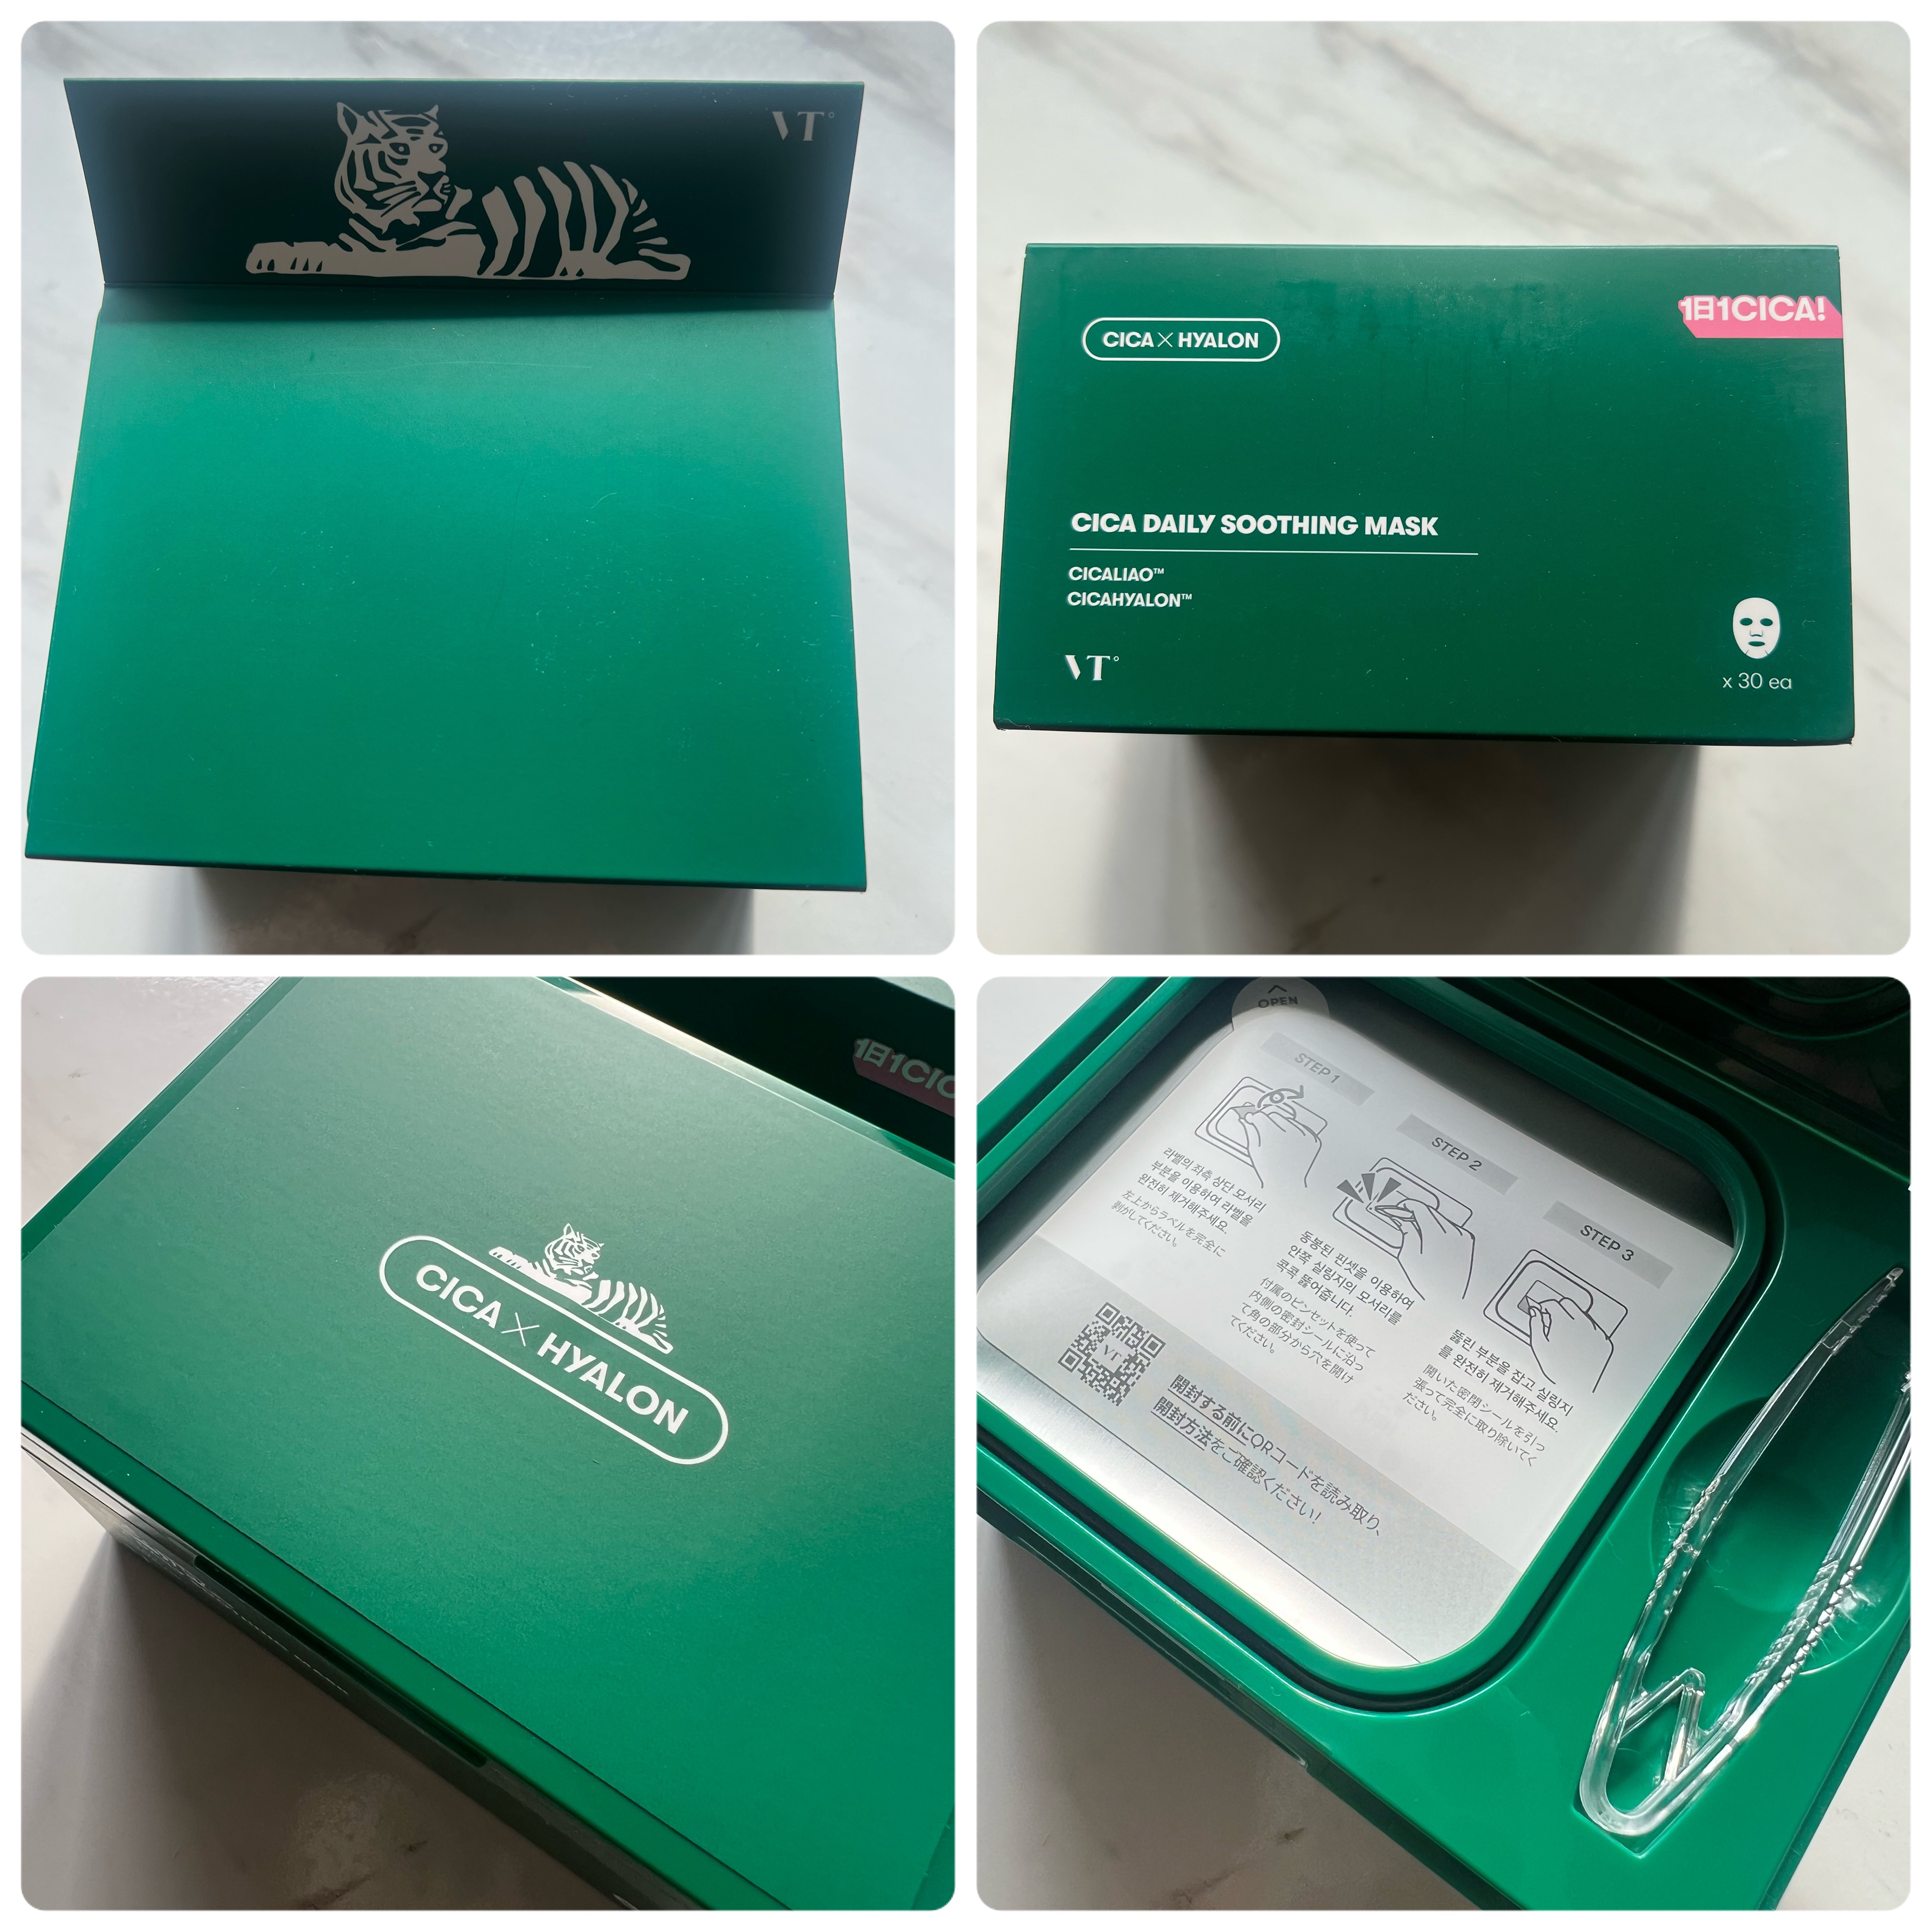 VT
CICA × HYALON
1日1CICA!
CICA DAILY SOOTHING MASK
CICALIAO™
CICAHYALON™
VT
x 30 ea
1日1CIC
CICA × HYALON
OPEN
STEP 1
라벨의 좌측 상단 모서리
부분을 이용하여 라벨을
완전히 제거해주세요.
左上からラベルを完全に
剥がしてください。
STEP 2
동봉된 핀셋을 이용하여
안쪽 실링지의 모서리를
콕콕 뚫어줍니다.
付属のピンセットを使って
内側の密封シールに沿っ
て角の部分から穴を開け
てください。
STEP 3
뚫린 부분을 잡고 실링지
를 완전히 제거해주세요.
開いた密閉シールを引っ
張って完全に取り除いてく
ださい。
VT
開封する前にQRコードを読み取り、
開封方法をご確認ください!